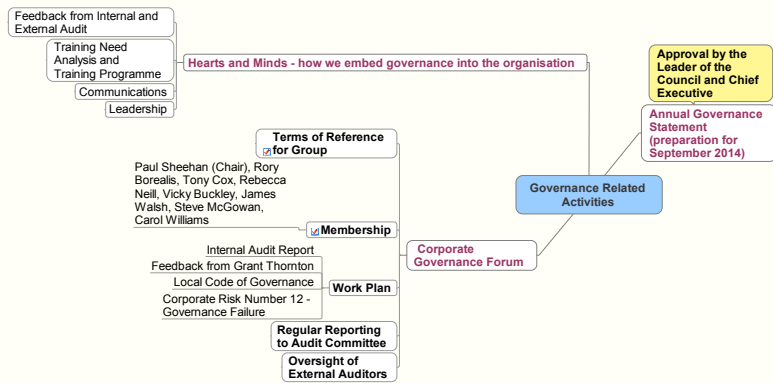 Feedback from Internal and
External Audit
Training Need
Analysis and
Training Programme
Communications
Leadership
Hearts and Minds - how we embed governance into the organisation
Approval by the
Leader of the
Council and Chief
Executive
Annual Governance
Statement
(preparation for
September 2014)
Governance Related
Activities
Terms of Reference
for Group
Paul Sheehan (Chair), Rory
Borealis, Tony Cox, Rebecca
Neill, Vicky Buckley, James
Walsh, Steve McGowan,
Carol Williams
Membership
Corporate
Governance Forum
Internal Audit Report
Feedback from Grant Thornton
Local Code of Governance
Corporate Risk Number 12 -
Governance Failure
Work Plan
Regular Reporting
to Audit Committee
Oversight of
External Auditors